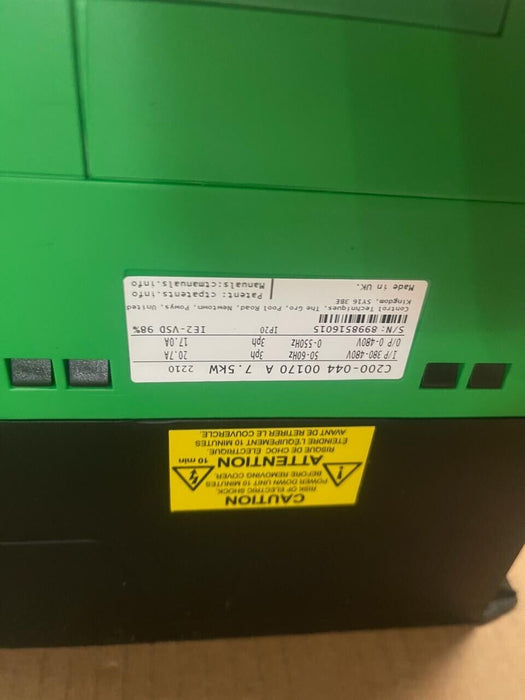 C200-044 00170 A 7.5KW 2210
I/P 380-480V 50-60Hz 3ph 20.7A
O/P 0-480V 0-550Hz 3ph 17.0A
S/N: 898516015 IP20 IE2-VSD 98%
Control Techniques, The Gro, Pool Road, Newtown, Powys, United
Kingdom, SY16 3BE
Patent: ctpatents.info
Made in UK. Manuals:ctmanuals.info
CAUTION
RISK OF ELECTRIC SHOCK
POWER DOWN UNIT 10 MINUTES
BEFORE REMOVING COVER.
10 min
ATTENTION
RISQUE DE CHOC ELECTRIQUE.
ÉTEINDRE L'ÉQUIPEMENT 10 MINUTES
AVANT DE RETIRER LE COUVERCLE.